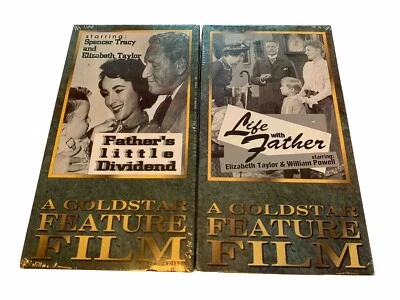 starring:
Spencer Tracy
and
Elizabeth Taylor
Father's
little
Dividend
A GOLDSTAR
FEATURE
FILM
Life
with
Father
starring:
Elizabeth Taylor & William Powell
A GOLDSTAR
FEATURE
FILM